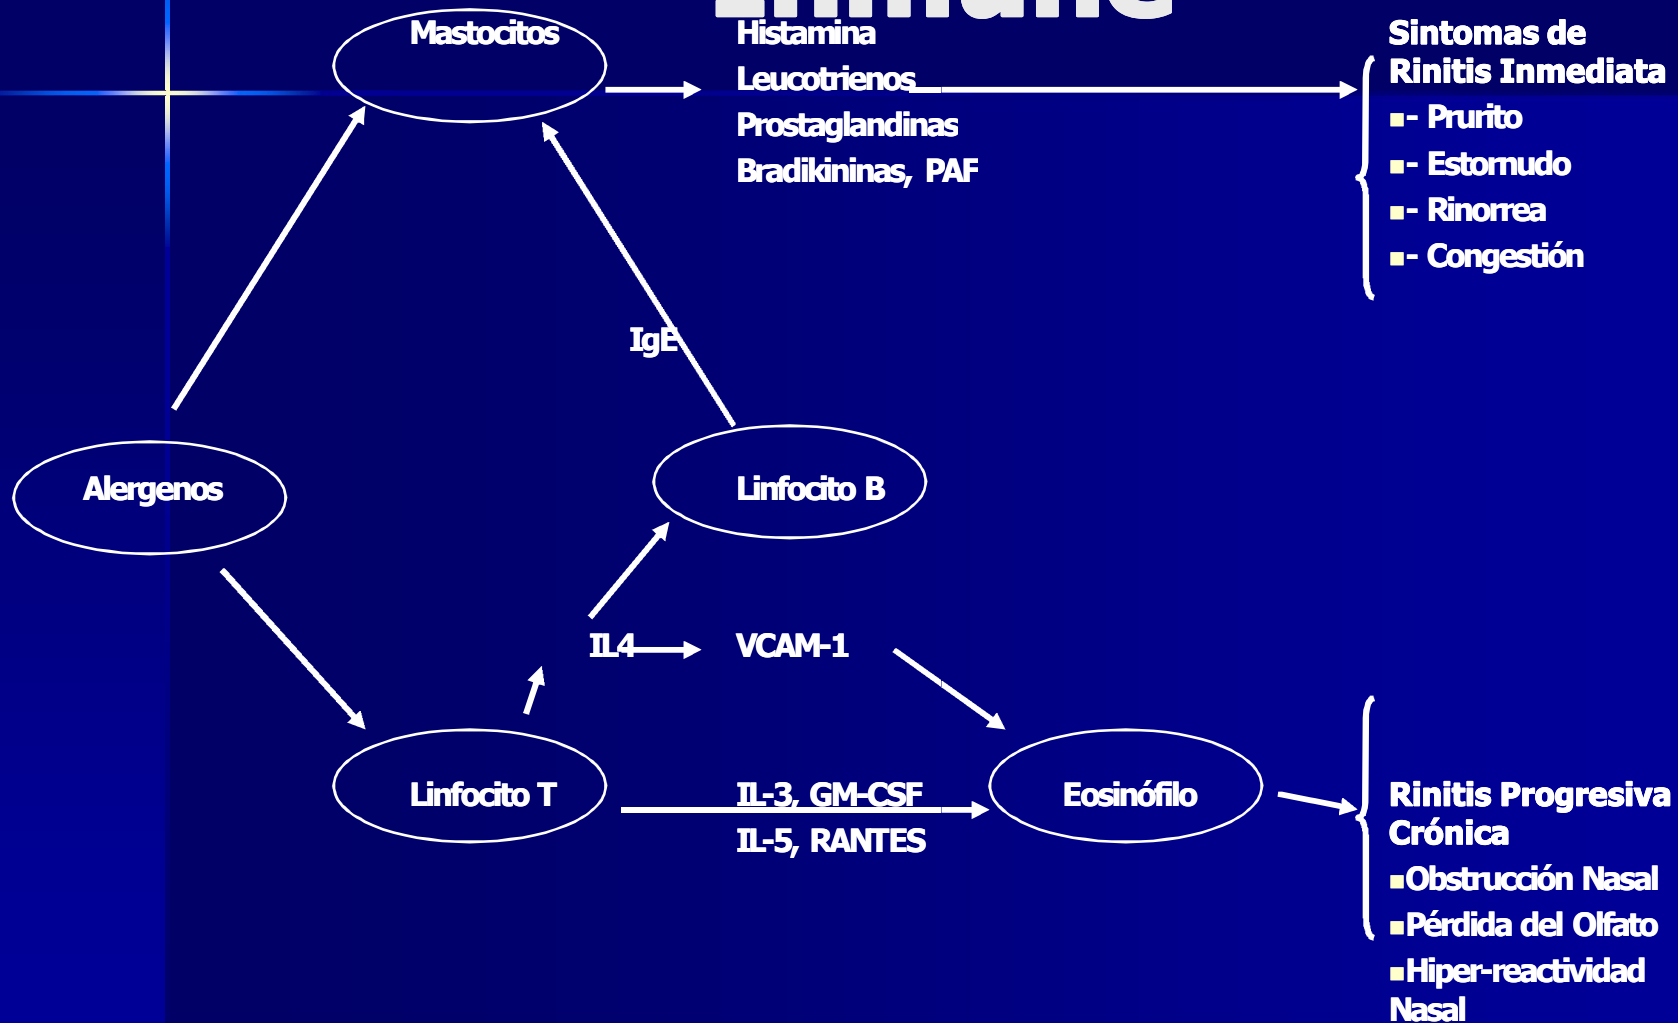 Mastocitos
Histamina
Leucotrienos
Prostaglandinas
Bradikininas, PAF
Sintomas de
Rinitis Inmediata
- Prurito
- Estornudo
- Rinorrea
- Congestión
IgE
Alergenos
Linfocito B
IL4
VCAM-1
Linfocito T
IL-3, GM-CSF
IL-5, RANTES
Eosinófilo
Rinitis Progresiva
Crónica
Obstrucción Nasal
Pérdida del Olfato
Hiper-reactividad
Nasal